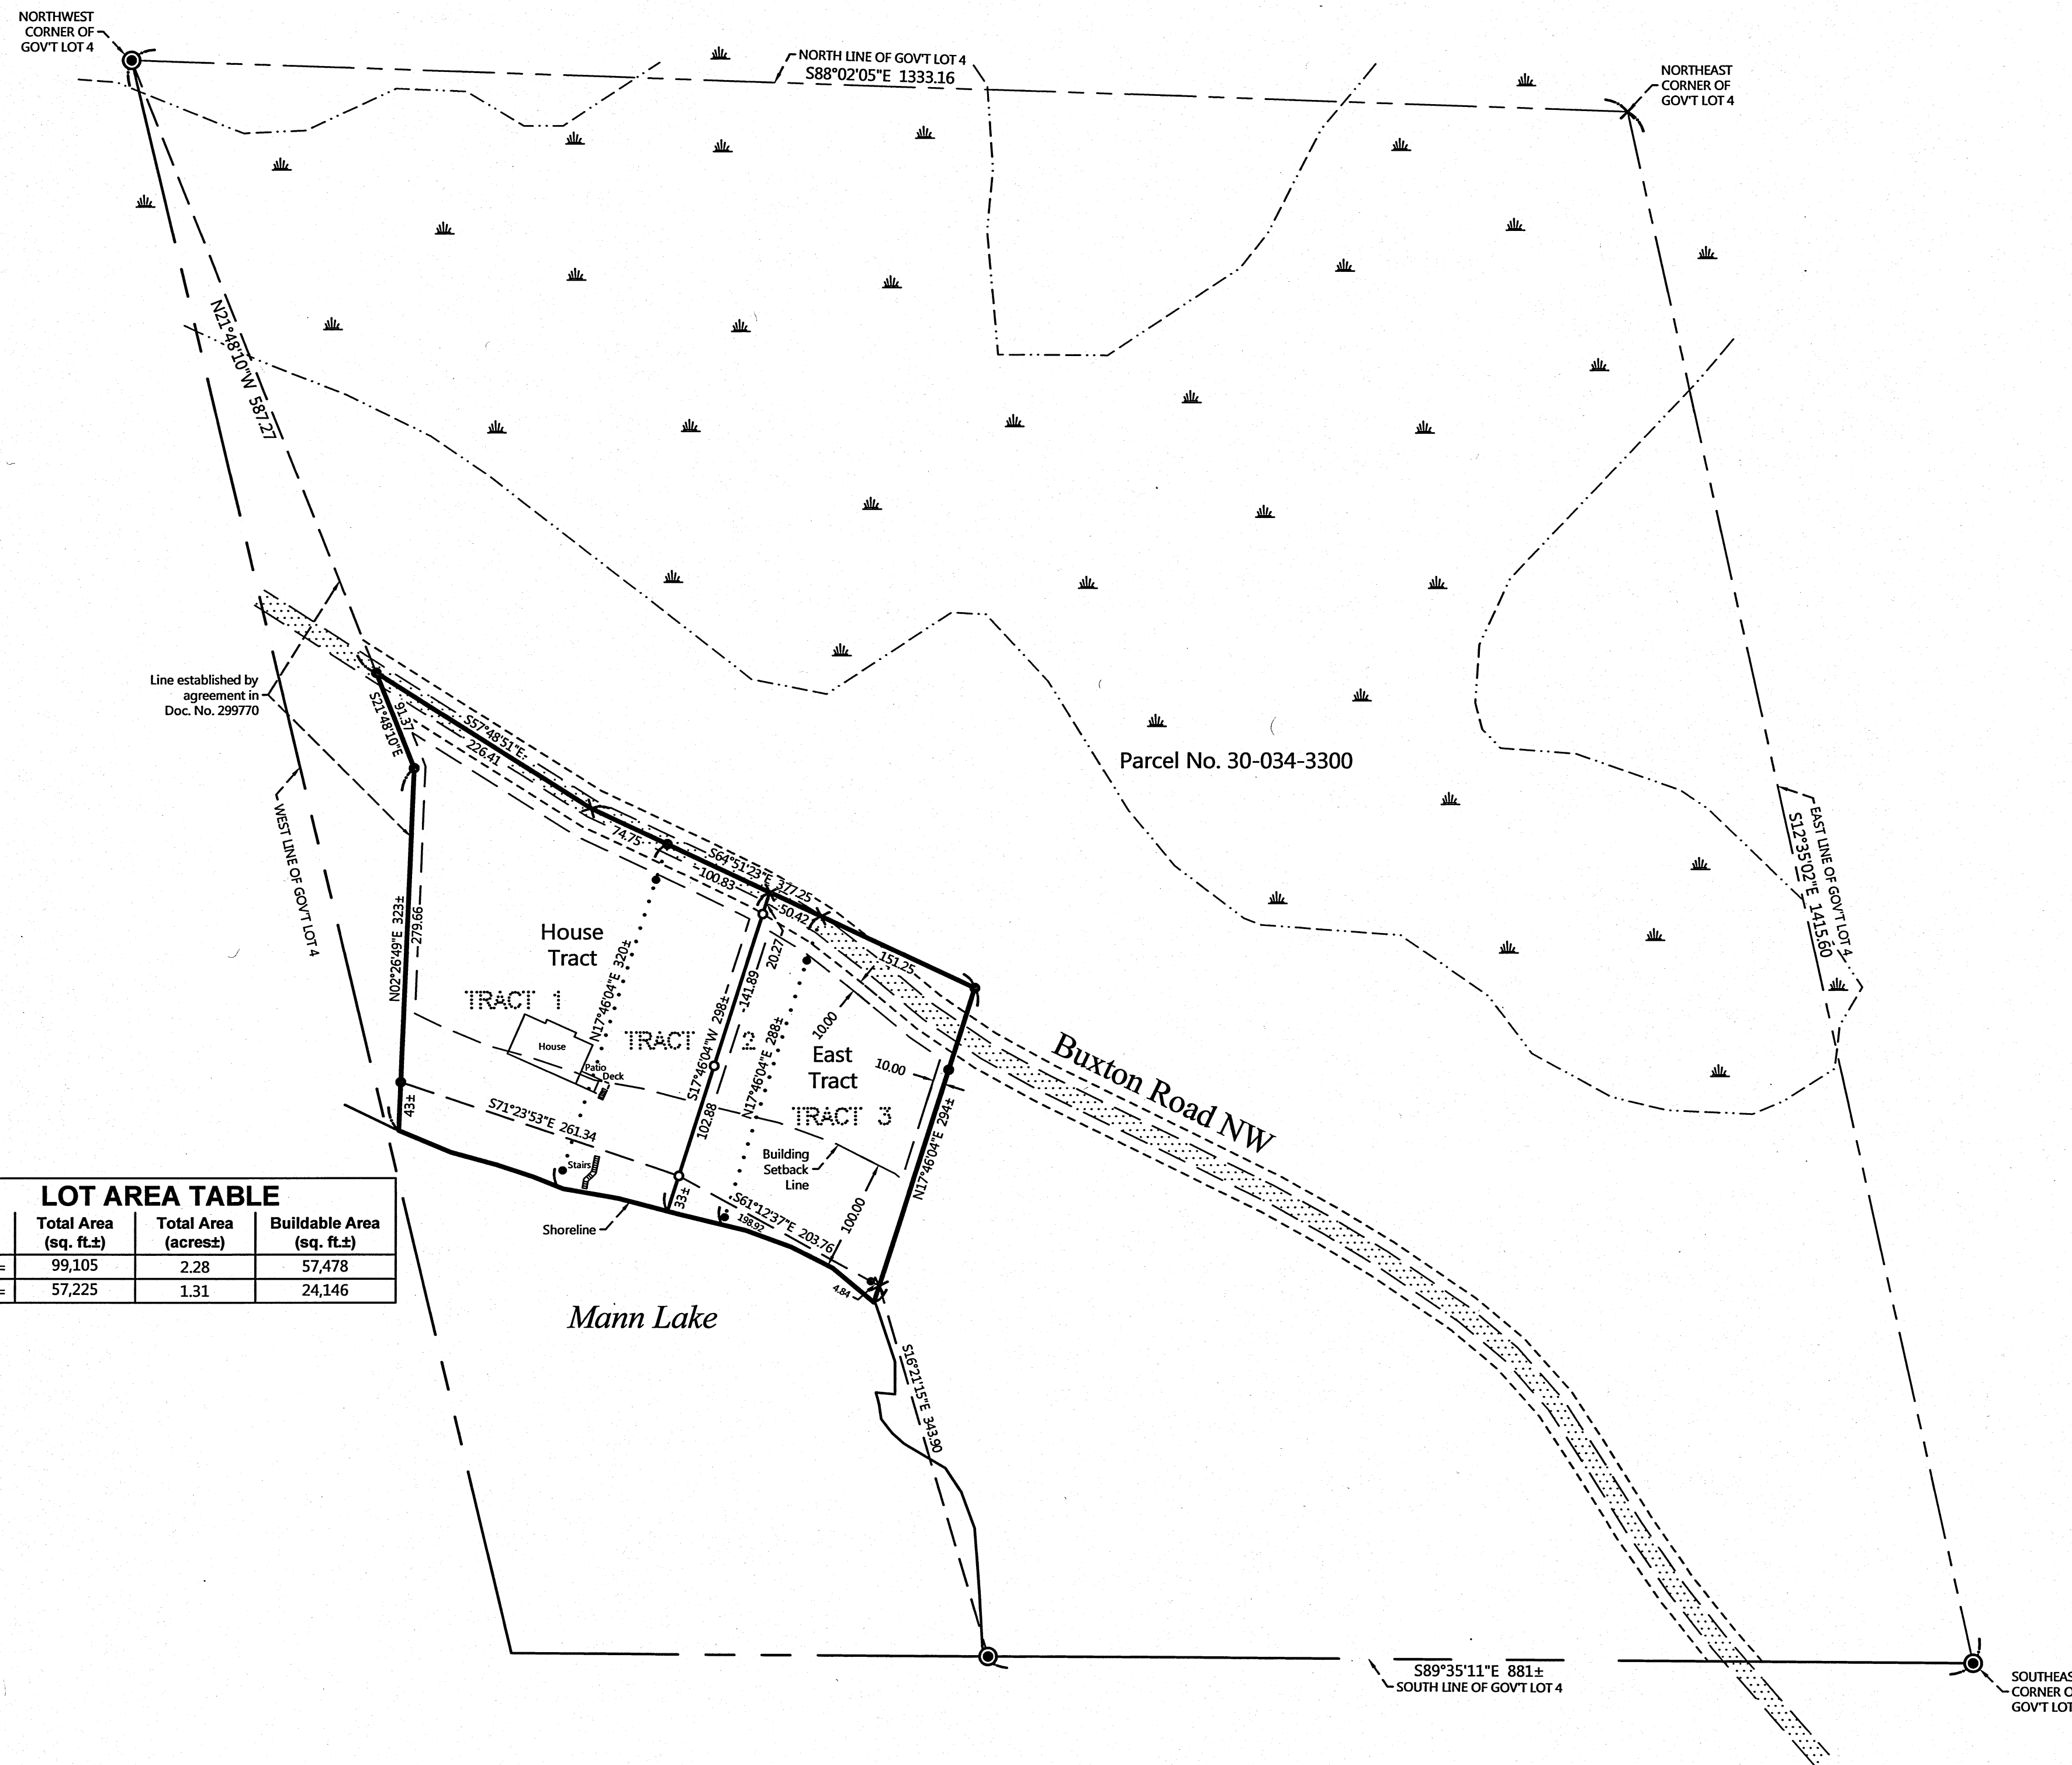 NORTHWEST
CORNER OF
GOV'T LOT 4
NORTH LINE OF GOV'T LOT 4
S88°02'05"E 1333.16
NORTHEAST
CORNER OF
GOV'T LOT 4
N21°48'10"W 587.27
Line established by
agreement in
Doc. No. 299770
S21°48'10"E
91.37
S57°48'51"E
226.41
74.75
S64°51'23"E 377.25
100.83
50.42
151.25
Parcel No. 30-034-3300
EAST LINE OF GOV'T LOT 4
S12°35'02"E 1415.60
WEST LINE OF GOV'T LOT 4
N02°26'49"E 323±
279.66
House
Tract
TRACT 1
N17°46'04"E 320±
TRACT 2
S17°46'04"W 298±
141.89
20.27
N17°46'04"E 288±
10.00
East
Tract
10.00
TRACT 3
N17°46'04"E 294±
Buxton Road NW
House
Patio
Deck
43±
S71°23'53"E 261.34
102.88
Building
Setback
Line
Stairs
33±
S61°12'37"E 203.76
198.92
100.00
4.84
Shoreline
LOT AREA TABLE
Total Area
(sq. ft.±)
Total Area
(acres±)
Buildable Area
(sq. ft.±)
= 99,105 2.28 57,478
= 57,225 1.31 24,146
Mann Lake
S16°21'15"E 343.90
S89°35'11"E 881±
SOUTH LINE OF GOV'T LOT 4
SOUTHEAS
CORNER O
GOV'T LOT